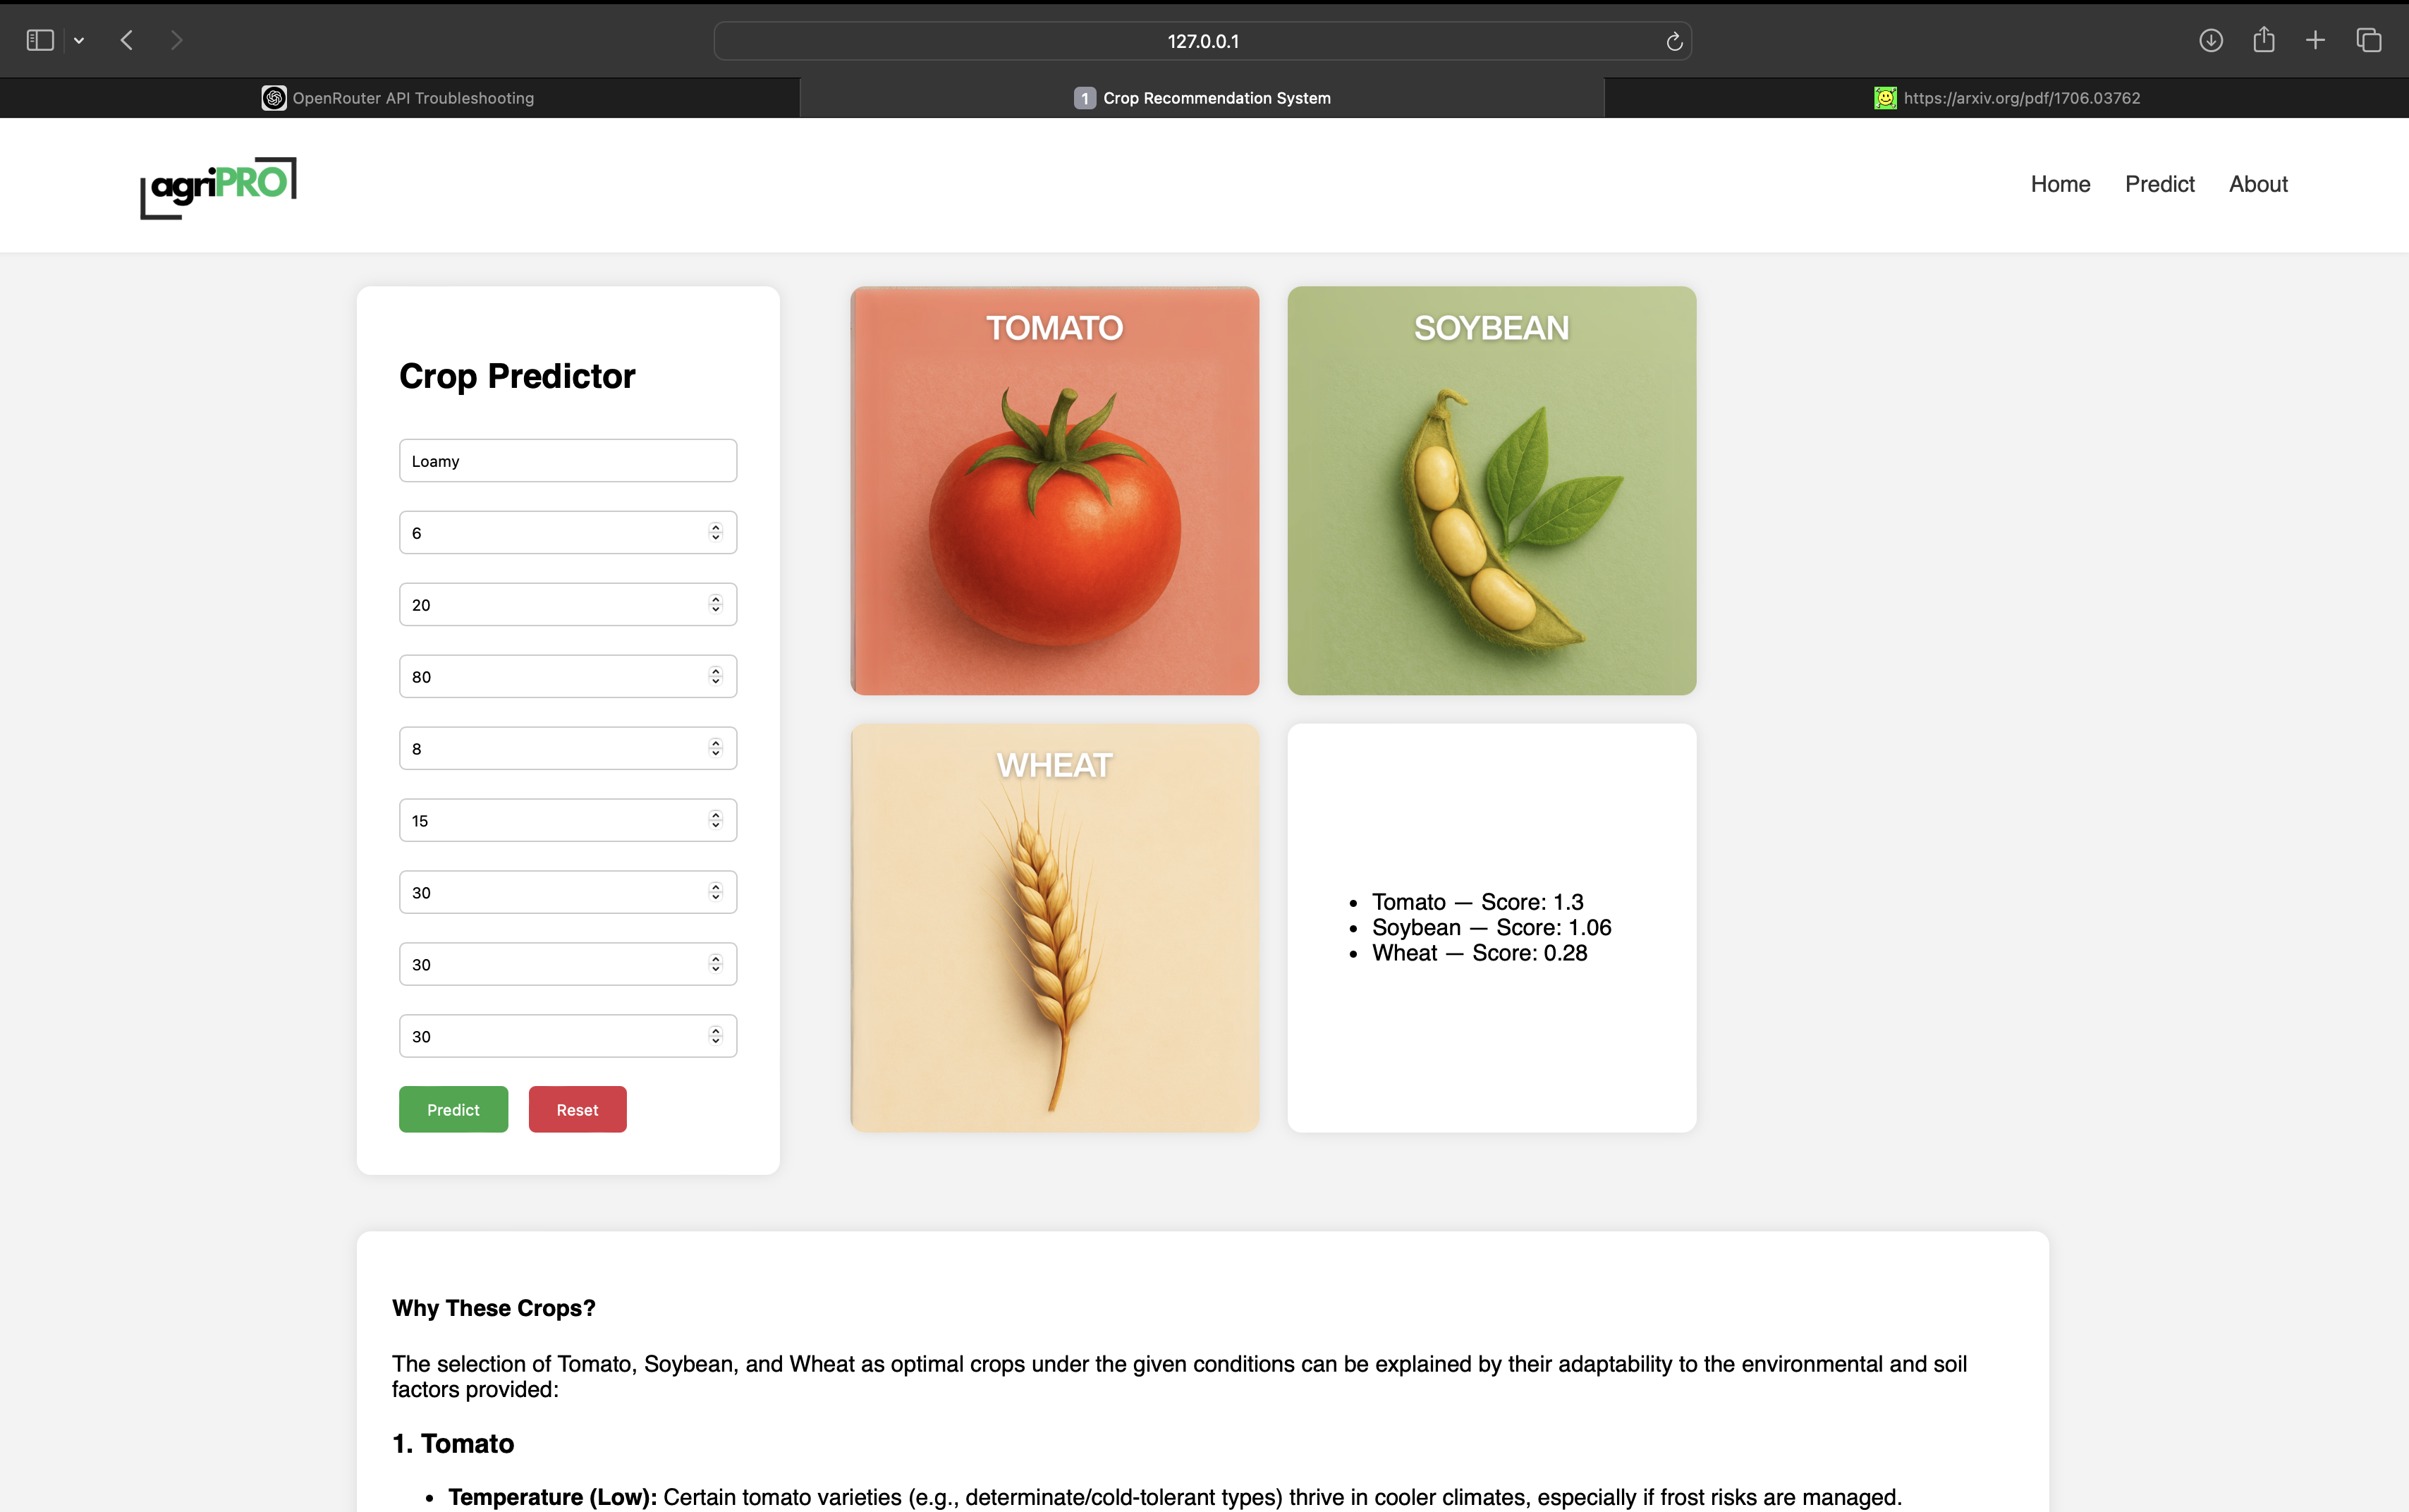 127.0.0.1
OpenRouter API Troubleshooting
1 Crop Recommendation System
https://arxiv.org/pdf/1706.03762
agriPRO
Home Predict About
Crop Predictor
Loamy
6
20
80
8
15
30
30
30
Predict Reset
TOMATO
SOYBEAN
WHEAT
• Tomato — Score: 1.3
• Soybean — Score: 1.06
• Wheat — Score: 0.28
Why These Crops?
The selection of Tomato, Soybean, and Wheat as optimal crops under the given conditions can be explained by their adaptability to the environmental and soil
factors provided:
1. Tomato
• Temperature (Low): Certain tomato varieties (e.g., determinate/cold-tolerant types) thrive in cooler climates, especially if frost risks are managed.